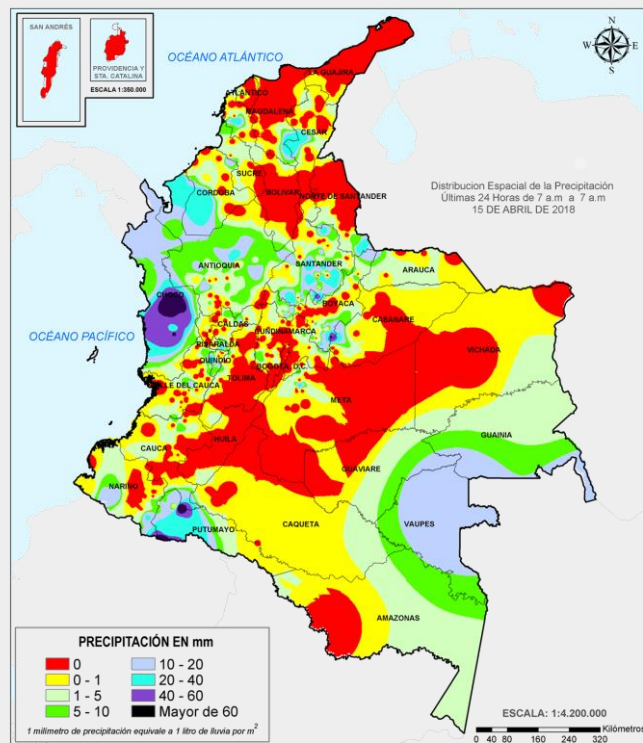 SAN ANDRÉS
PROVIDENCIA Y
STA. CATALINA
ESCALA 1:350.000
OCÉANO ATLÁNTICO
N
W
E
S
LA GUAJIRA
ATLÁNTICO
MAGDALENA
CESAR
Distribucion Espacial de la Precipitación
Últimas 24 Horas de 7 a.m a 7 a.m
15 DE ABRIL DE 2018
SUCRE
CORDOBA
BOLIVAR
NORTE DE SANTANDER
ANTIOQUIA
SANTANDER
ARAUCA
CHOCO
BOYACA
OCÉANO PACÍFICO
CALDAS
CUNDINAMARCA
CASANARE
RISARALDA
VICHADA
QUINDIO
BOGOTA, D.C.
VALLE DEL CAUCA
TOLIMA
META
GUAINIA
CAUCA
HUILA
GUAVIARE
NARIÑO
VAUPES
PUTUMAYO
CAQUETA
AMAZONAS
PRECIPITACIÓN EN mm
0
10 - 20
0 - 1
20 - 40
1 - 5
40 - 60
5 - 10
Mayor de 60
1 milimetro de precipitación equivale a 1 litro de lluvia por m²
ESCALA: 1:4.200.000
Kilómetros
0 40 80 160 240 320